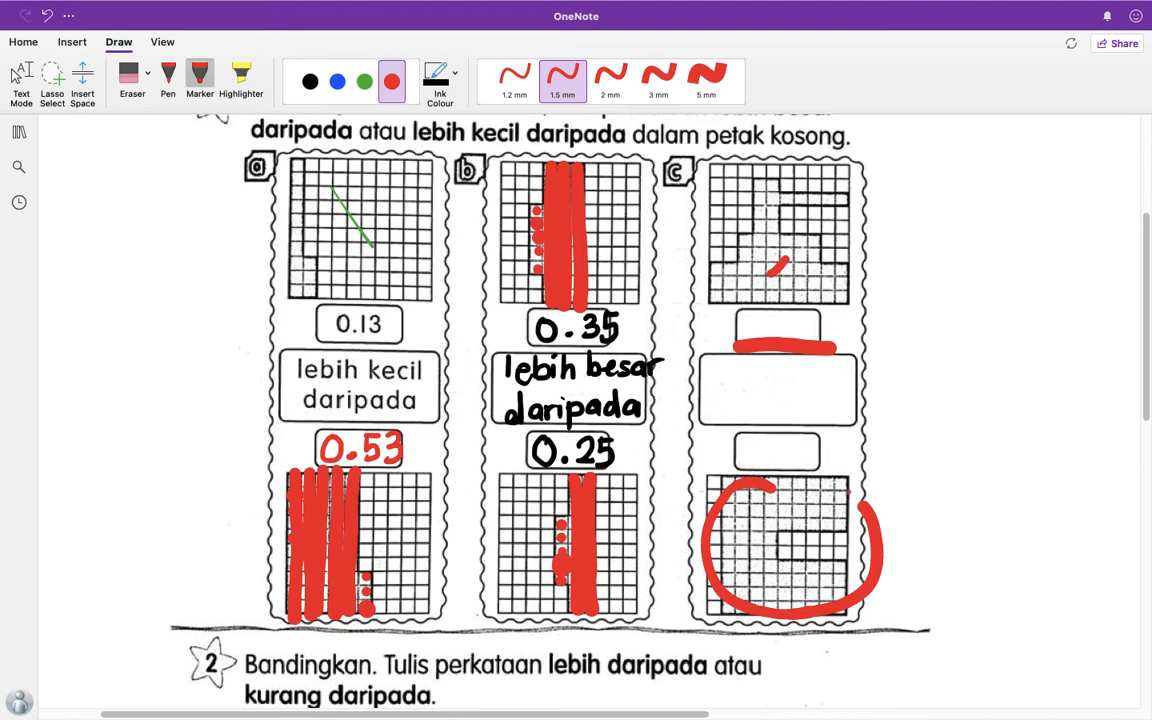 OneNote
Home Insert Draw View
Share
Text Mode
Lasso Select
Insert Space
Eraser
Pen
Marker
Highlighter
Ink Colour
1.2 mm
1.5 mm
2 mm
3 mm
5 mm
daripada atau lebih kecil daripada dalam petak kosong.
a
0.13
lebih kecil
daripada
0.53
b
0.35
lebih besar
daripada
0.25
c
2 Bandingkan. Tulis perkataan lebih daripada atau
kurang daripada.